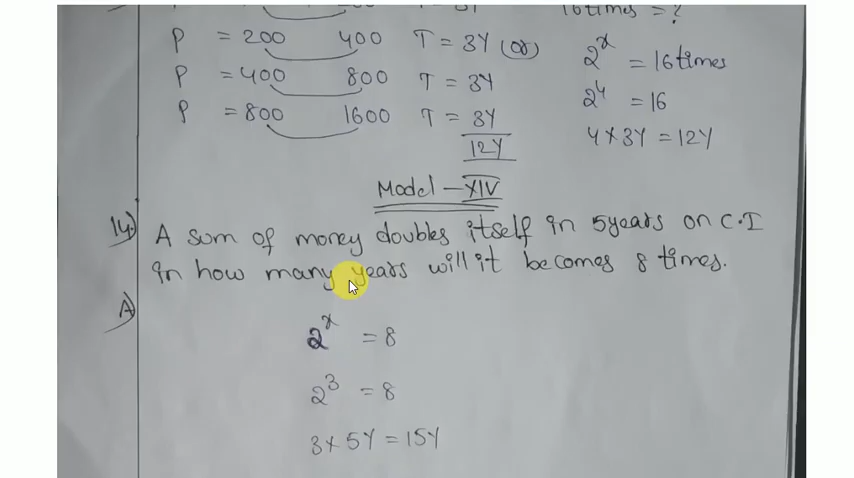 16times = ?
P = 200 400 T = 3Y (or)
2^x = 16times
P = 400 800 T = 3Y
2^4 = 16
P = 800 1600 T = 3Y
4 x 3Y = 12Y
12Y
Model - XIV
14) A sum of money doubles itself in 5years on C.I
in how many years will it becomes 8 times.
A)
2^x = 8
2^3 = 8
3 x 5Y = 15Y